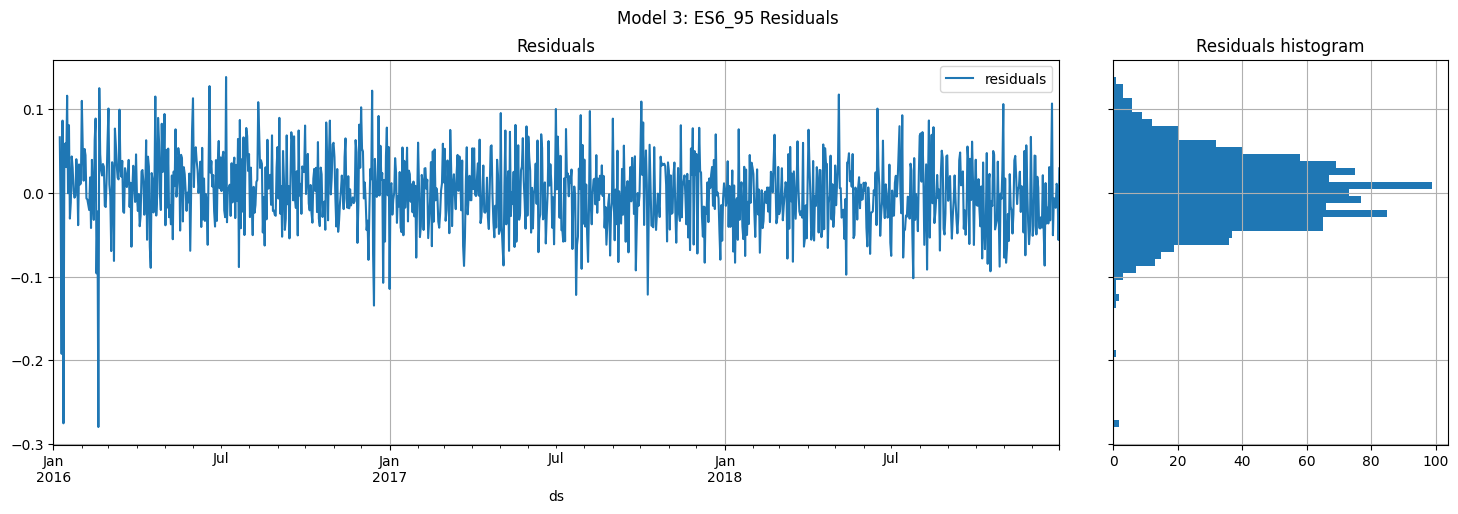 Model 3: ES6_95 Residuals
Residuals
Residuals histogram
residuals
0.1
0.0
−0.1
−0.2
−0.3
Jan Jul Jan Jul Jan Jul
2016 2017 2018
ds
0 20 40 60 80 100